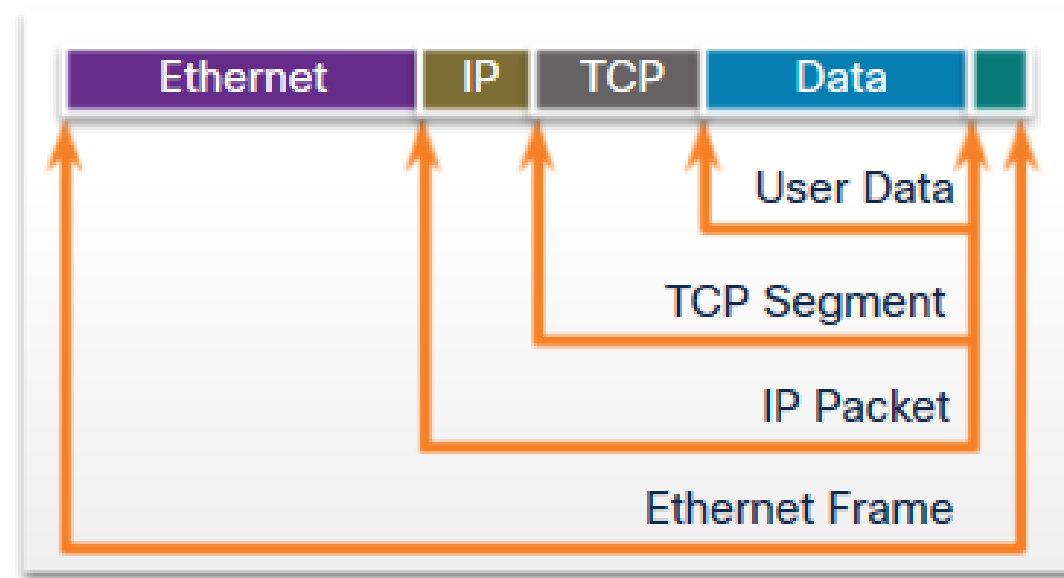 Ethernet IP TCP Data
User Data
TCP Segment
IP Packet
Ethernet Frame